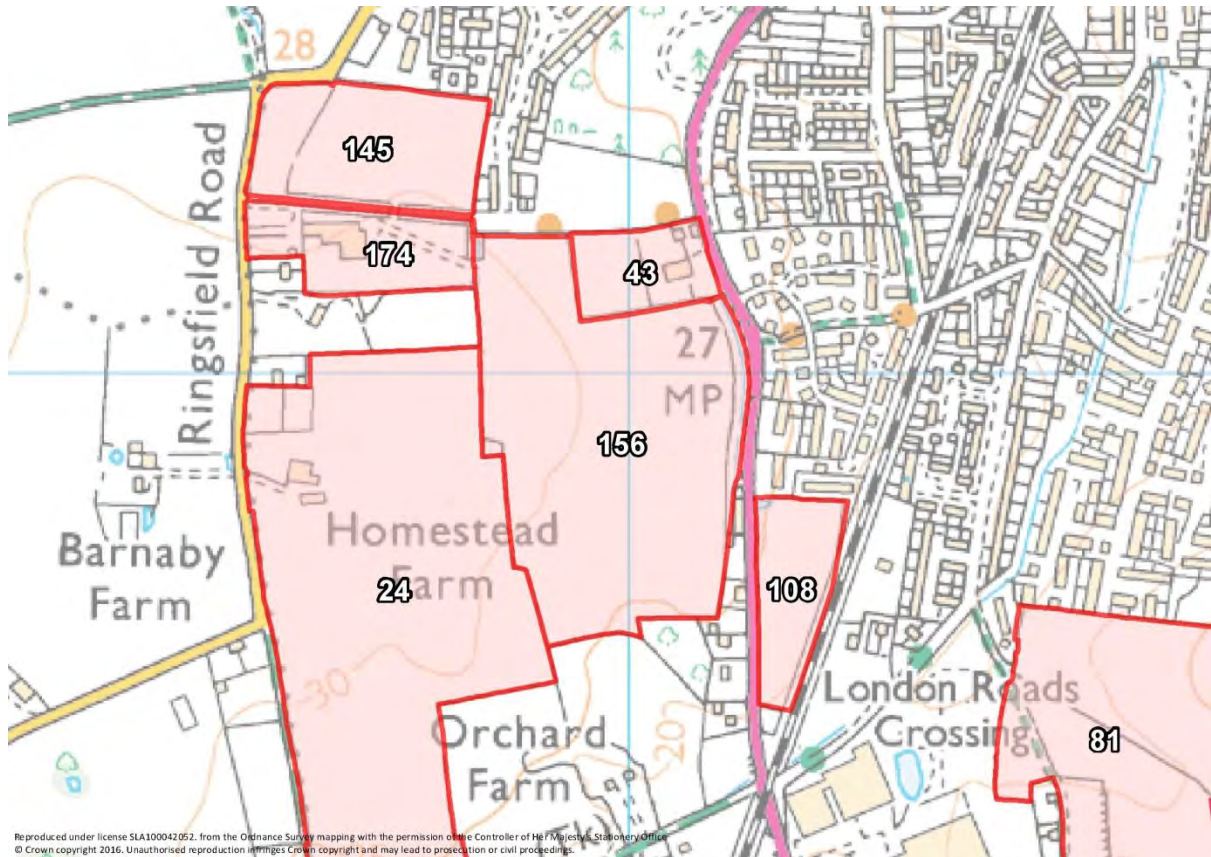 28
145
Ringsfield Road
174
43
27
MP
156
Barnaby
Farm
Homestead
Farm
24
108
30
Orchard
Farm
20
London Roads
Crossing
81
Reproduced under license SLA100042052. from the Ordnance Survey mapping with the permission of the Controller of Her Majesty's Stationery Office
© Crown copyright 2016. Unauthorised reproduction infringes Crown copyright and may lead to prosecution or civil proceedings.